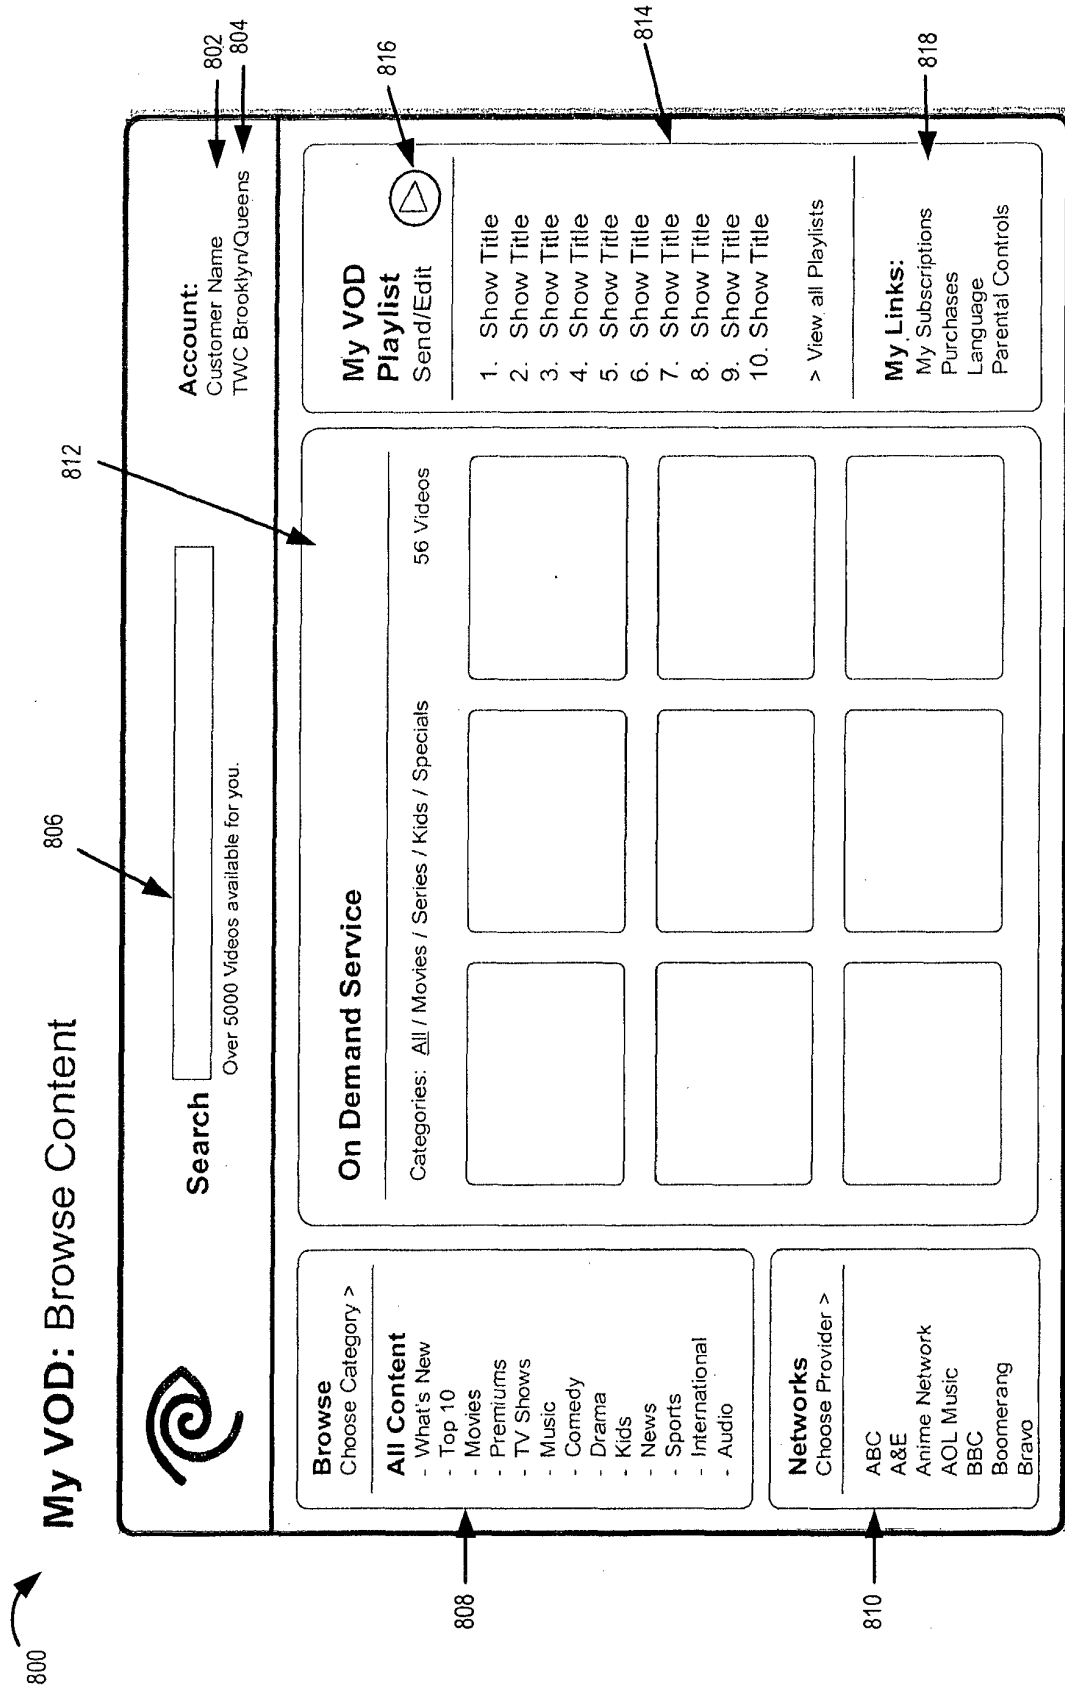 800
My VOD: Browse Content
802
804
806
Search
Over 5000 Videos available for you.
Account:
Customer Name
TWC Brooklyn/Queens
808
Browse
Choose Category >
All Content
- What's New
- Top 10
- Movies
- Premiums
- TV Shows
- Music
- Comedy
- Drama
- Kids
- News
- Sports
- International
- Audio
810
Networks
Choose Provider >
ABC
A&E
Anime Network
AOL Music
BBC
Boomerang
Bravo
812
On Demand Service
Categories: All / Movies / Series / Kids / Specials 56 Videos
814
816
My VOD
Playlist
Send/Edit
1. Show Title
2. Show Title
3. Show Title
4. Show Title
5. Show Title
6. Show Title
7. Show Title
8. Show Title
9. Show Title
10. Show Title
> View all Playlists
818
My Links:
My Subscriptions
Purchases
Language
Parental Controls